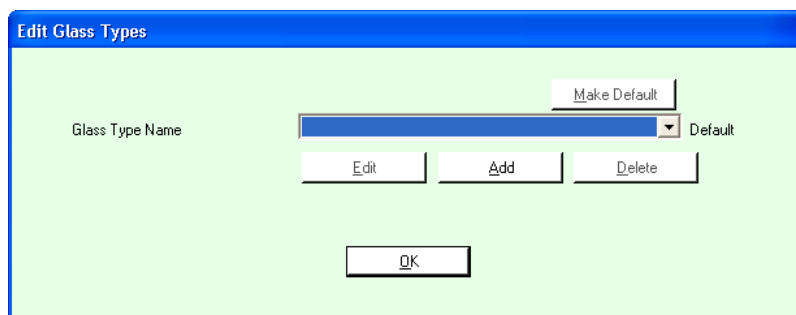 Edit Glass Types
Make Default
Glass Type Name
Default
Edit Add Delete
OK